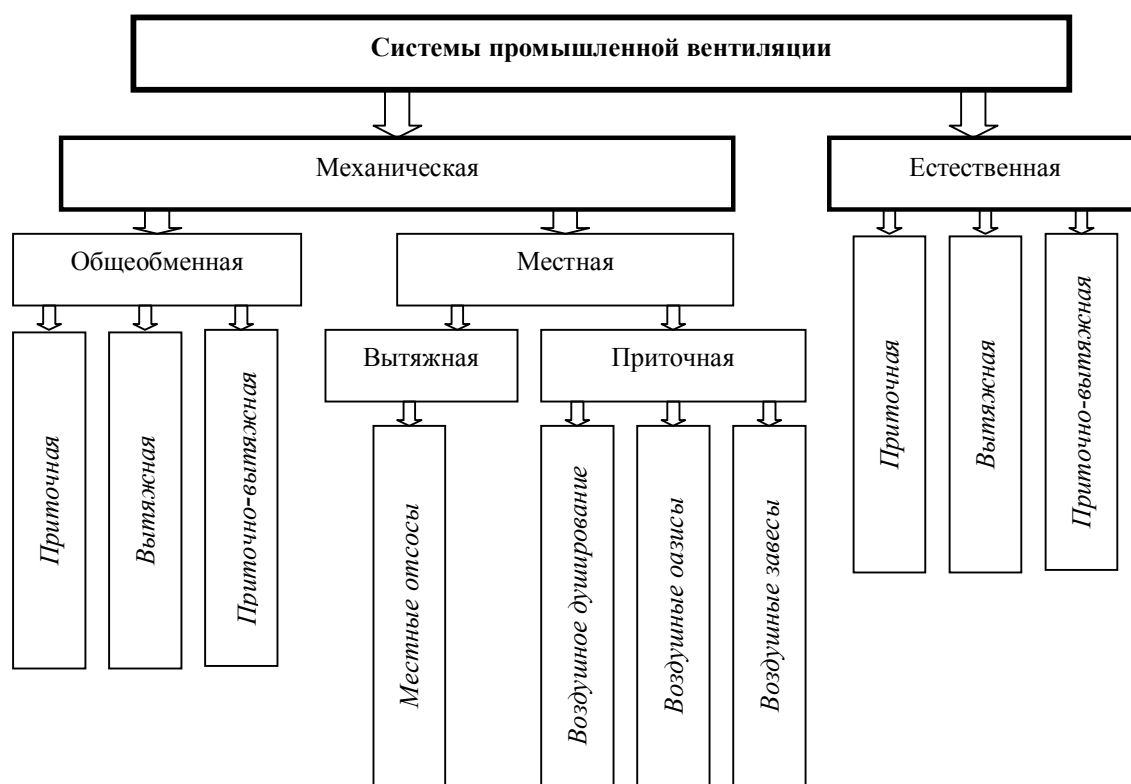 Системы промышленной вентиляции
Механическая
Естественная
Общеобменная
Местная
Приточная
Вытяжная
Приточно-вытяжная
Вытяжная
Приточная
Местные отсосы
Воздушное душирование
Воздушные оазисы
Воздушные завесы
Приточная
Вытяжная
Приточно-вытяжная